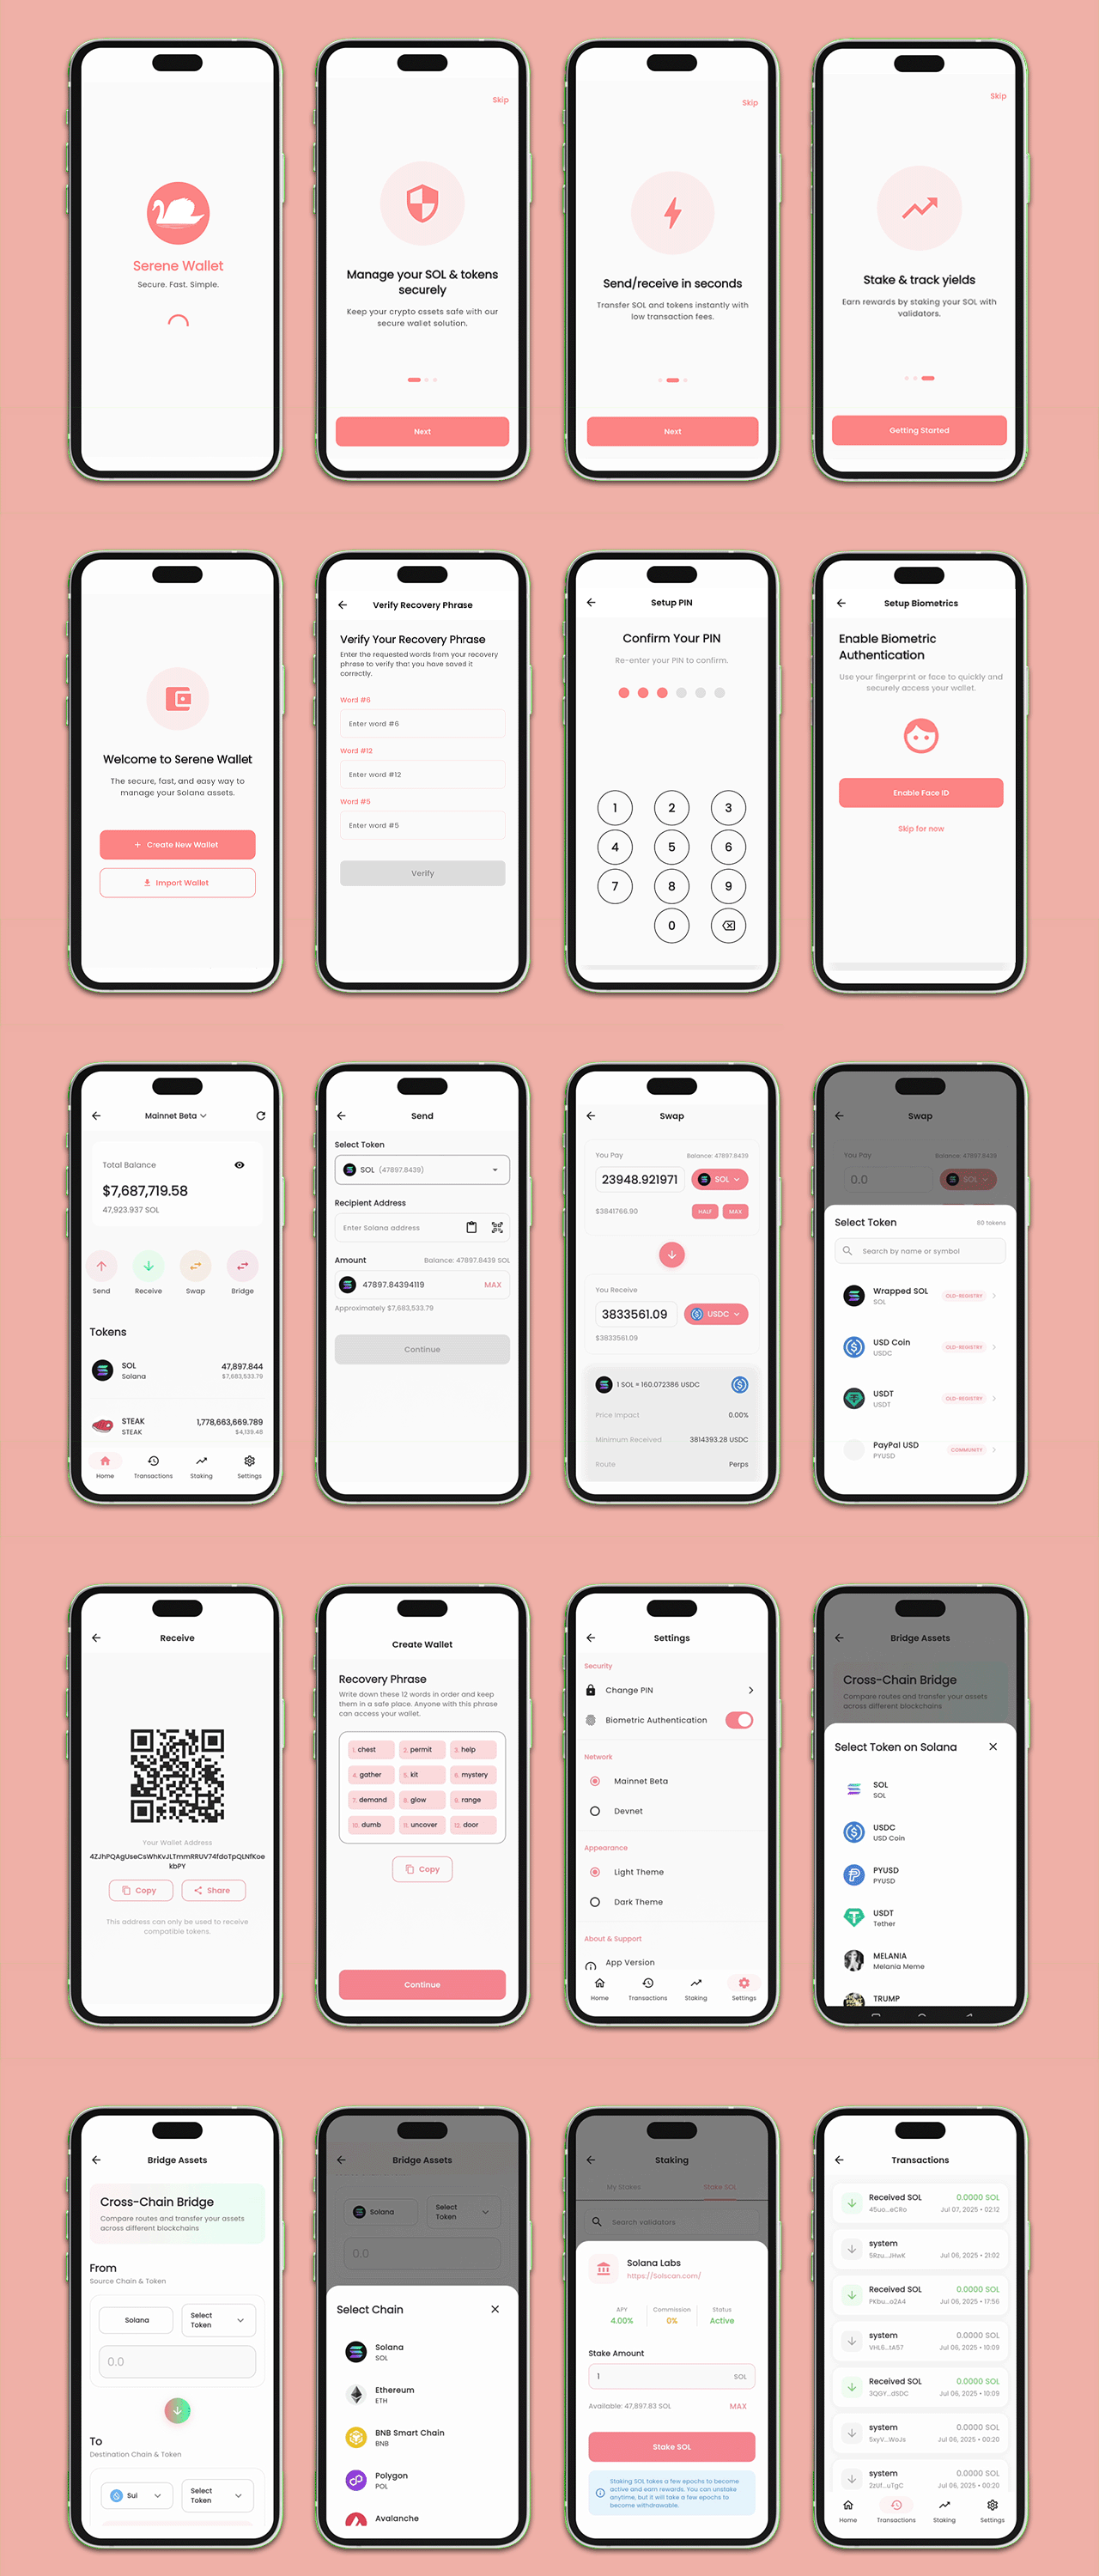 Serene Wallet
Secure. Fast. Simple.
Skip
Manage your SOL & tokens
securely
Keep your crypto assets safe with our
secure wallet solution.
Next
Skip
Send/receive in seconds
Transfer SOL and tokens instantly with
low transaction fees.
Next
Skip
Stake & track yields
Earn rewards by staking your SOL with
validators.
Getting Started
Welcome to Serene Wallet
The secure, fast, and easy way to
manage your Solana assets.
+ Create New Wallet
Import Wallet
Verify Recovery Phrase
Verify Your Recovery Phrase
Enter the requested words from your recovery
phrase to verify that you have saved it
correctly.
Word #6
Enter word #6
Word #12
Enter word #12
Word #5
Enter word #5
Verify
Setup PIN
Confirm Your PIN
Re-enter your PIN to confirm.
1 2 3
4 5 6
7 8 9
0
Setup Biometrics
Enable Biometric
Authentication
Use your fingerprint or face to quickly and
securely access your wallet.
Enable Face ID
Skip for now
Mainnet Beta
Total Balance
$7,687,719.58
47,923.937 SOL
Send Receive Swap Bridge
Tokens
SOL 47,897.844
Solana $7,683,533.79
STEAK 1,778,663,669.789
STEAK $4,139.48
Home Transactions Staking Settings
Send
Select Token
SOL (47897.8439)
Recipient Address
Enter Solana address
Amount Balance: 47897.8439 SOL
47897.84394119 MAX
Approximately $7,683,533.79
Continue
Swap
You Pay Balance: 47897.8439
23948.921971 SOL
$3841766.90 HALF MAX
You Receive
3833561.09 USDC
$3833561.09
1 SOL = 160.072386 USDC
Price Impact 0.00%
Minimum Received 3814393.28 USDC
Route Perps
Swap
You Pay Balance: 47897.8439
0.0 SOL
Select Token 60 tokens
Search by name or symbol
Wrapped SOL OLD-REGISTRY
SOL
USD Coin OLD-REGISTRY
USDC
USDT OLD-REGISTRY
USDT
PayPal USD COMMUNITY
PYUSD
Receive
Your Wallet Address
4ZJhPQAgUseCsWhKvJLTmmRRUV74fdoTpQLNfKoe
kbPY
Copy Share
This address can only be used to receive
compatible tokens.
Create Wallet
Recovery Phrase
Write down these 12 words in order and keep
them in a safe place. Anyone with this phrase
can access your wallet.
1. chest 2. permit 3. help
4. gather 5. kit 6. mystery
7. demand 8. glow 9. range
10. dumb 11. uncover 12. door
Copy
Continue
Settings
Security
Change PIN
Biometric Authentication
Network
Mainnet Beta
Devnet
Appearance
Light Theme
Dark Theme
About & Support
App Version
Home Transactions Staking Settings
Bridge Assets
Cross-Chain Bridge
Compare routes and transfer your assets
across different blockchains
Select Token on Solana
SOL
SOL
USDC
USD Coin
PYUSD
PYUSD
USDT
Tether
MELANIA
Melania Meme
TRUMP
Bridge Assets
Cross-Chain Bridge
Compare routes and transfer your assets
across different blockchains
From
Source Chain & Token
Solana Select
Token
0.0
To
Destination Chain & Token
Sui Select
Token
Bridge Assets
Solana Select
Token
0.0
Select Chain
Solana
SOL
Ethereum
ETH
BNB Smart Chain
BNB
Polygon
POL
Avalanche
Staking
My Stakes Stake SOL
Search validators
Solana Labs
https://Solscan.com/
APY Commission Status
4.00% 0% Active
Stake Amount
1 SOL
Available: 47,897.83 SOL MAX
Stake SOL
Staking SOL takes a few epochs to become
active and earn rewards. You can unstake
anytime, but it will take a few epochs to
become withdrawable.
Transactions
Received SOL 0.0000 SOL
45uo...eCRo Jul 07, 2025 • 02:12
system 0.0000 SOL
5Rzu...JHwK Jul 06, 2025 • 21:02
Received SOL 0.0000 SOL
PKbu...o2A4 Jul 06, 2025 • 17:56
system 0.0000 SOL
VHL6...tA57 Jul 06, 2025 • 10:09
Received SOL 0.0000 SOL
3QGY...dSDC Jul 06, 2025 • 10:09
system 0.0000 SOL
5xyV...WoJs Jul 06, 2025 • 00:20
system 0.0000 SOL
2zUf...uTgC Jul 06, 2025 • 00:20
Home Transactions Staking Settings